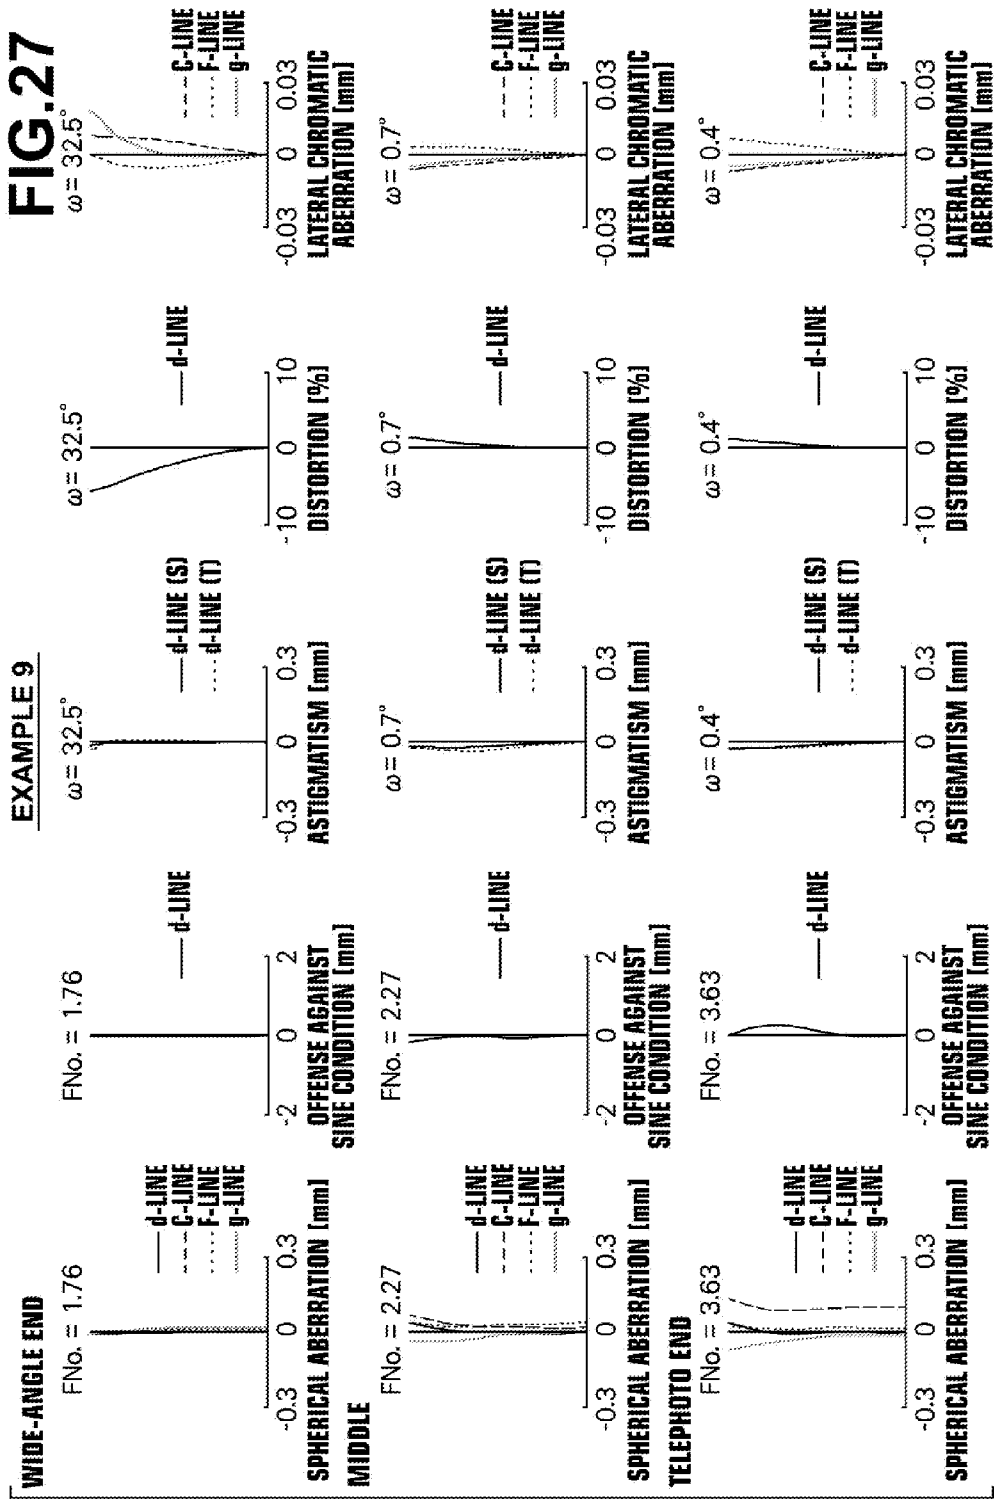 FIG.27
EXAMPLE 9
WIDE-ANGLE END
FNo. = 1.76
d-LINE
C-LINE
F-LINE
g-LINE
-0.3 0 0.3
SPHERICAL ABERRATION [mm]
FNo. = 1.76
d-LINE
-2 0 2
OFFENSE AGAINST
SINE CONDITION [mm]
ω= 32.5°
d-LINE (S)
d-LINE (T)
-0.3 0 0.3
ASTIGMATISM [mm]
ω= 32.5°
d-LINE
-10 0 10
DISTORTION [%]
ω= 32.5°
C-LINE
F-LINE
g-LINE
-0.03 0 0.03
LATERAL CHROMATIC
ABERRATION [mm]
MIDDLE
FNo. = 2.27
d-LINE
C-LINE
F-LINE
g-LINE
-0.3 0 0.3
SPHERICAL ABERRATION [mm]
FNo. = 2.27
d-LINE
-2 0 2
OFFENSE AGAINST
SINE CONDITION [mm]
ω= 0.7°
d-LINE (S)
d-LINE (T)
-0.3 0 0.3
ASTIGMATISM [mm]
ω= 0.7°
d-LINE
-10 0 10
DISTORTION [%]
ω= 0.7°
C-LINE
F-LINE
g-LINE
-0.03 0 0.03
LATERAL CHROMATIC
ABERRATION [mm]
TELEPHOTO END
FNo. = 3.63
d-LINE
C-LINE
F-LINE
g-LINE
-0.3 0 0.3
SPHERICAL ABERRATION [mm]
FNo. = 3.63
d-LINE
-2 0 2
OFFENSE AGAINST
SINE CONDITION [mm]
ω= 0.4°
d-LINE (S)
d-LINE (T)
-0.3 0 0.3
ASTIGMATISM [mm]
ω= 0.4°
d-LINE
-10 0 10
DISTORTION [%]
ω= 0.4°
C-LINE
F-LINE
g-LINE
-0.03 0 0.03
LATERAL CHROMATIC
ABERRATION [mm]